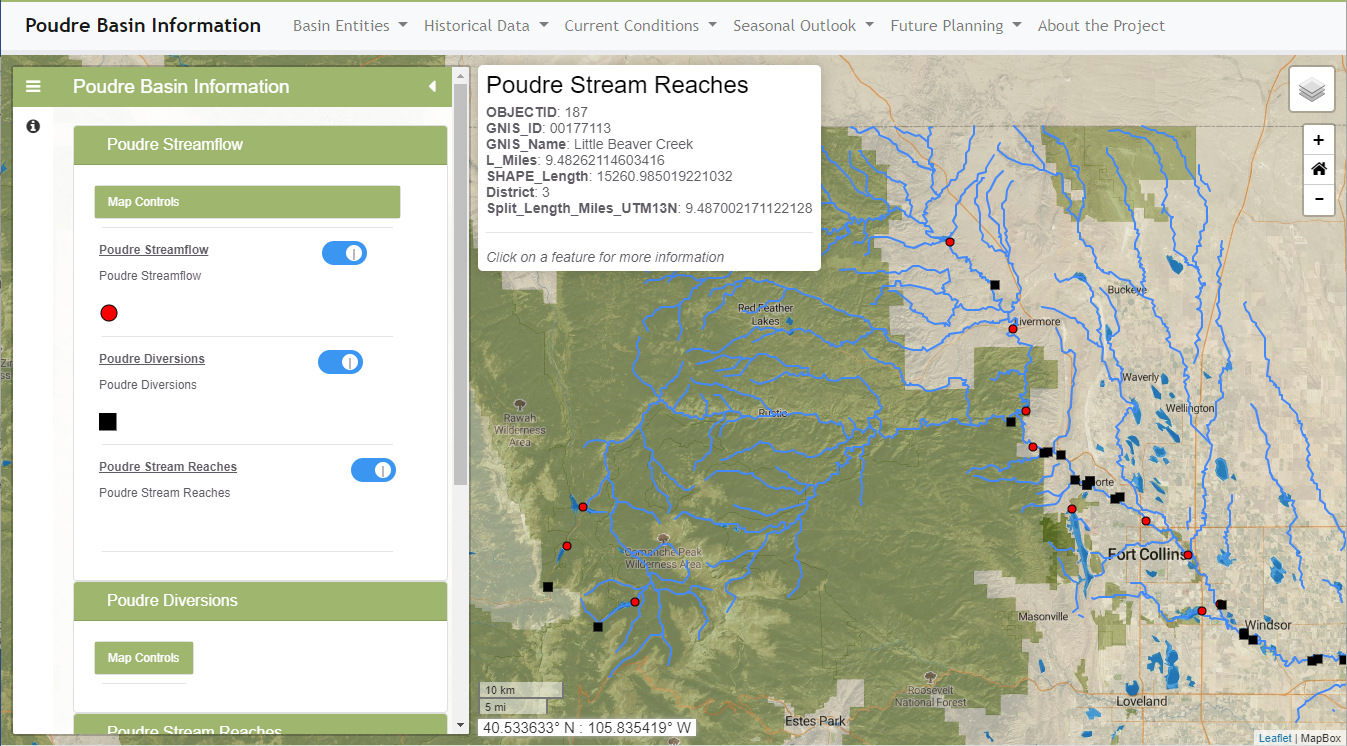 Poudre Basin Information
Basin Entities
Historical Data
Current Conditions
Seasonal Outlook
Future Planning
About the Project
Poudre Basin Information
Poudre Streamflow
Map Controls
Poudre Streamflow
Poudre Streamflow
Poudre Diversions
Poudre Diversions
Poudre Stream Reaches
Poudre Stream Reaches
Poudre Diversions
Map Controls
Poudre Stream Reaches
Poudre Stream Reaches
OBJECTID: 187
GNIS_ID: 00177113
GNIS_Name: Little Beaver Creek
L_Miles: 9.48262114603416
SHAPE_Length: 15260.985019221032
District: 3
Split_Length_Miles_UTM13N: 9.487002171122128
Click on a feature for more information
+
-
Buckeye
Red Feather
Lakes
Livermore
Waverly
Wellington
Rawah
Wilderness
Area
Rustic
orte
Comanche Peak
Wilderness Area
Fort Collins
Masonville
Windsor
Roosevelt
National Forest
Loveland
Estes Park
10 km
5 mi
40.533633° N : 105.835419° W
Leaflet | MapBox